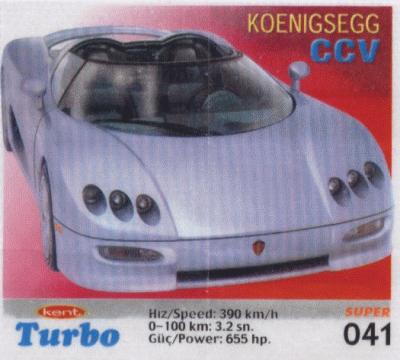 KOENIGSEGG
CCV
kent
Turbo
Hız/Speed: 390 km/h
0-100 km: 3.2 sn.
Güç/Power: 655 hp.
SUPER
041